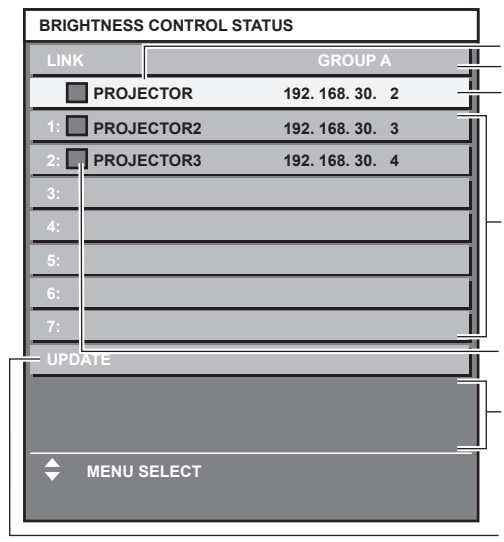 BRIGHTNESS CONTROL STATUS
LINK GROUP A
PROJECTOR 192. 168. 30. 2
1: PROJECTOR2 192. 168. 30. 3
2: PROJECTOR3 192. 168. 30. 4
3:
4:
5:
6:
7:
UPDATE
MENU SELECT